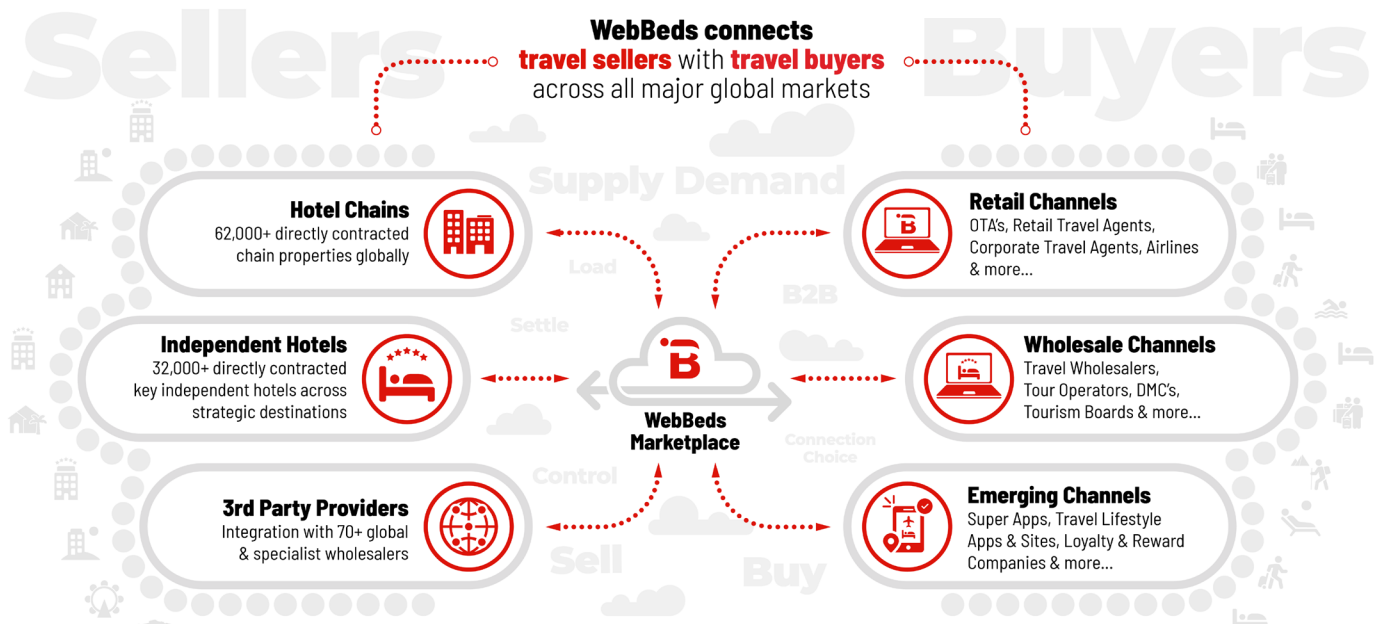 Sellers
Buyers
WebBeds connects
travel sellers with travel buyers
across all major global markets
Supply Demand
Hotel Chains
62,000+ directly contracted
chain properties globally
Retail Channels
OTA's, Retail Travel Agents,
Corporate Travel Agents, Airlines
& more...
Load
B2B
Settle
Independent Hotels
32,000+ directly contracted
key independent hotels across
strategic destinations
B
WebBeds
Marketplace
Wholesale Channels
Travel Wholesalers,
Tour Operators, DMC's,
Tourism Boards & more...
Connection
Choice
Control
3rd Party Providers
Integration with 70+ global
& specialist wholesalers
Emerging Channels
Super Apps, Travel Lifestyle
Apps & Sites, Loyalty & Reward
Companies & more...
Sell
Buy